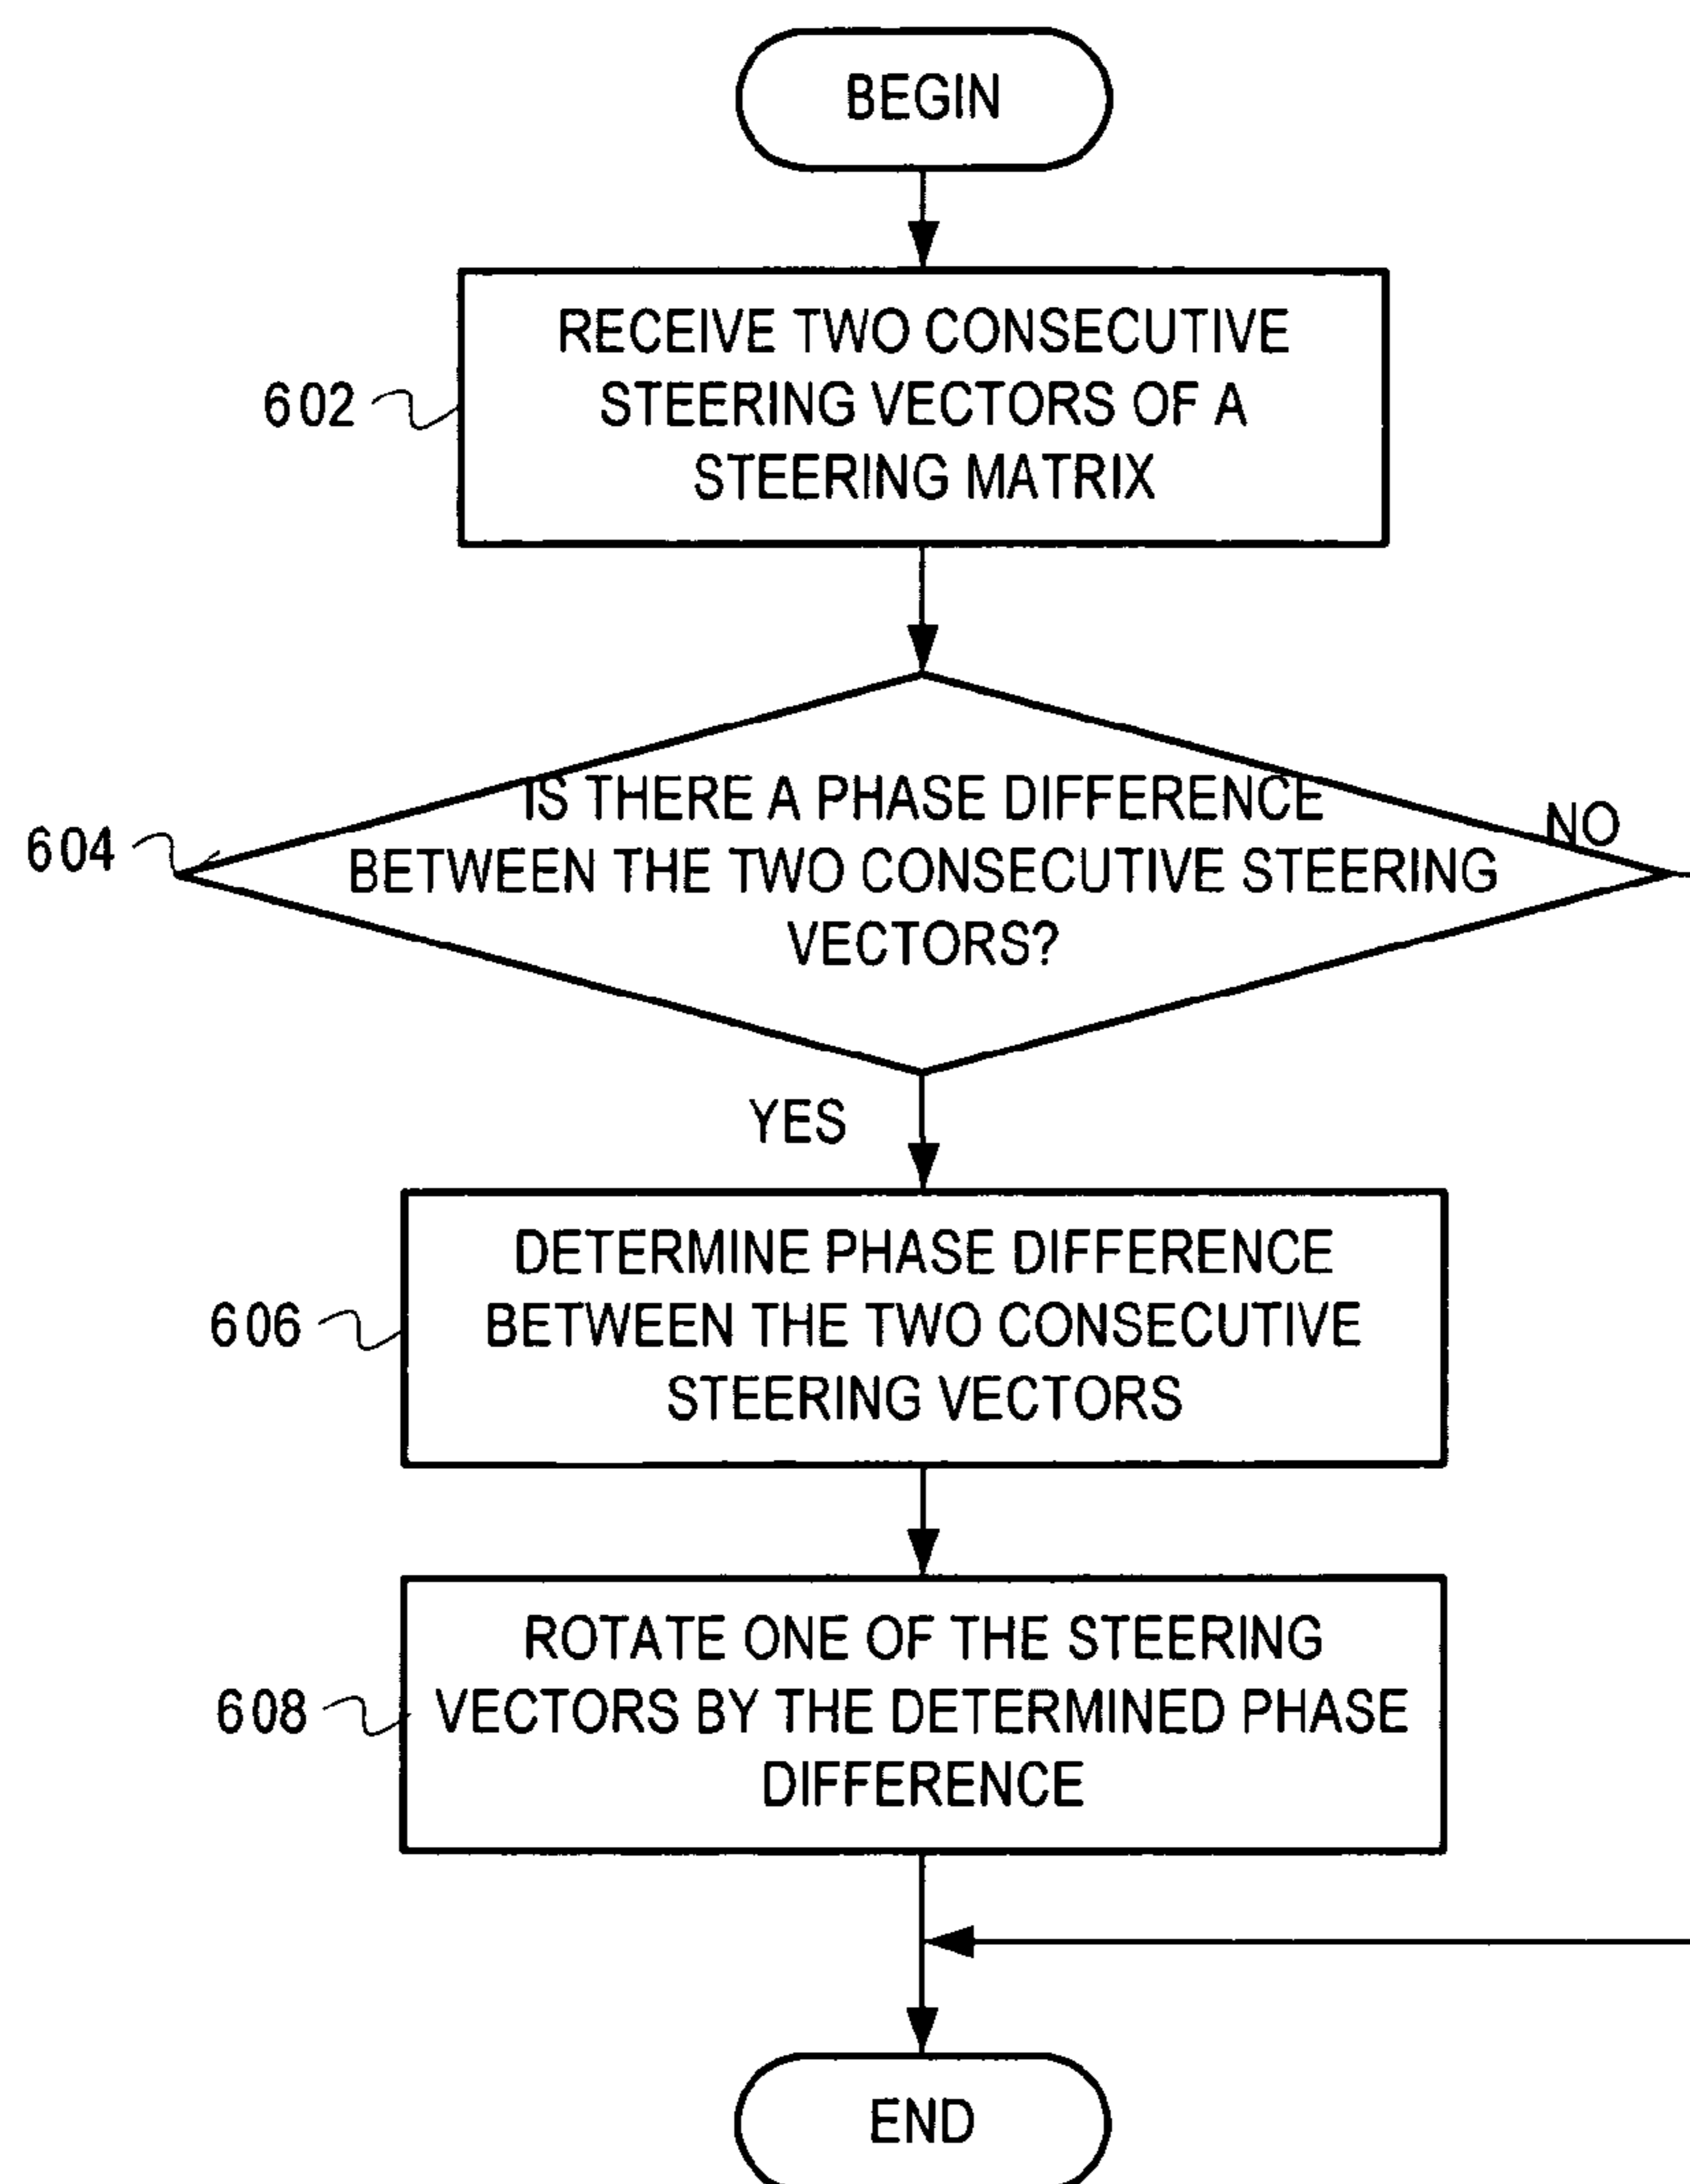 BEGIN
602
RECEIVE TWO CONSECUTIVE
STEERING VECTORS OF A
STEERING MATRIX
604
IS THERE A PHASE DIFFERENCE
BETWEEN THE TWO CONSECUTIVE STEERING
VECTORS?
NO
YES
606
DETERMINE PHASE DIFFERENCE
BETWEEN THE TWO CONSECUTIVE
STEERING VECTORS
608
ROTATE ONE OF THE STEERING
VECTORS BY THE DETERMINED PHASE
DIFFERENCE
END